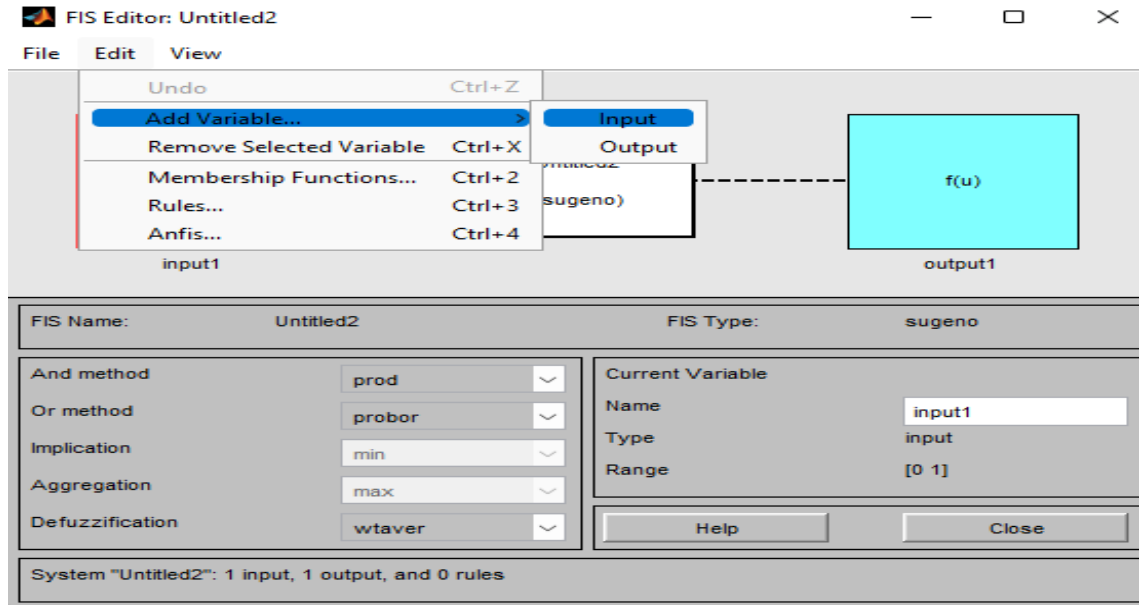 FIS Editor: Untitled2
File Edit View
Undo Ctrl+Z
Add Variable... >
Input
Remove Selected Variable Ctrl+X
Output
Membership Functions... Ctrl+2
Rules... Ctrl+3
Anfis... Ctrl+4
Untitled2
sugeno)
f(u)
input1
output1
FIS Name: Untitled2 FIS Type: sugeno
And method prod
Or method probor
Implication min
Aggregation max
Defuzzification wtaver
Current Variable
Name input1
Type input
Range [0 1]
Help Close
System "Untitled2": 1 input, 1 output, and 0 rules